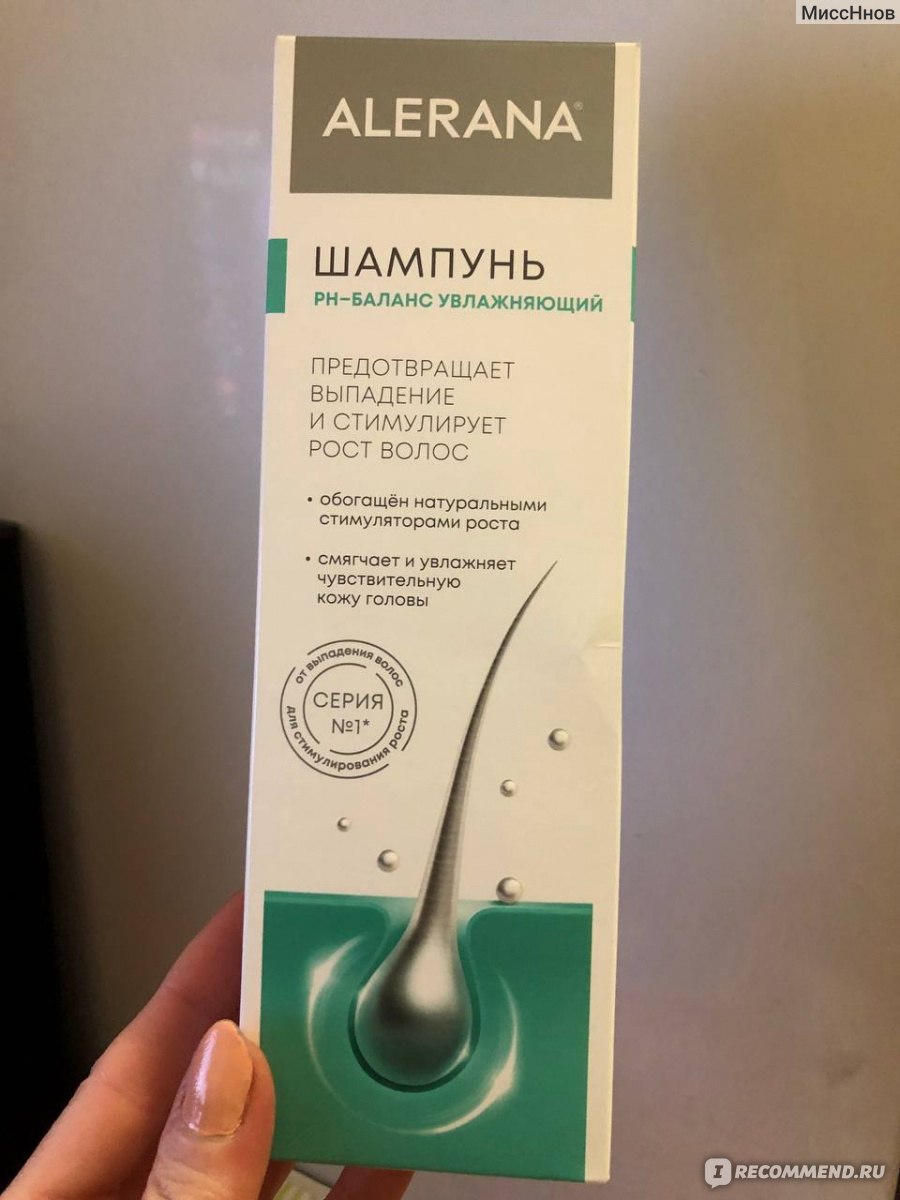 МиссНнов
ALERANA®
ШАМПУНЬ
PH-БАЛАНС УВЛАЖНЯЮЩИЙ
ПРЕДОТВРАЩАЕТ
ВЫПАДЕНИЕ
И СТИМУЛИРУЕТ
РОСТ ВОЛОС
• обогащён натуральными
стимуляторами роста
• смягчает и увлажняет
чувствительную
кожу головы
от выпадения волос
СЕРИЯ
№1*
для стимулирования роста
IRECOMMEND.RU